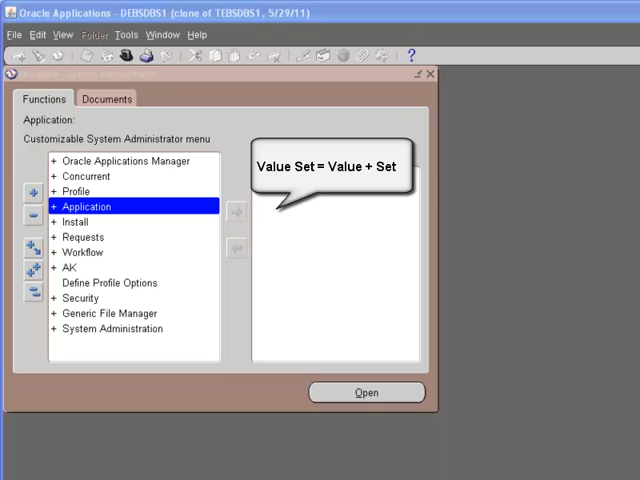 Oracle Applications - DEBSDBS1 (clone of TEBSDBS1, 5/29/11)
File Edit View Folder Tools Window Help
?
Functions Documents
Application:
Customizable System Administrator menu
+ Oracle Applications Manager
+ Concurrent
+ Profile
+ Application
+ Install
+ Requests
+ Workflow
+ AK
Define Profile Options
+ Security
+ Generic File Manager
+ System Administration
Value Set = Value + Set
Open